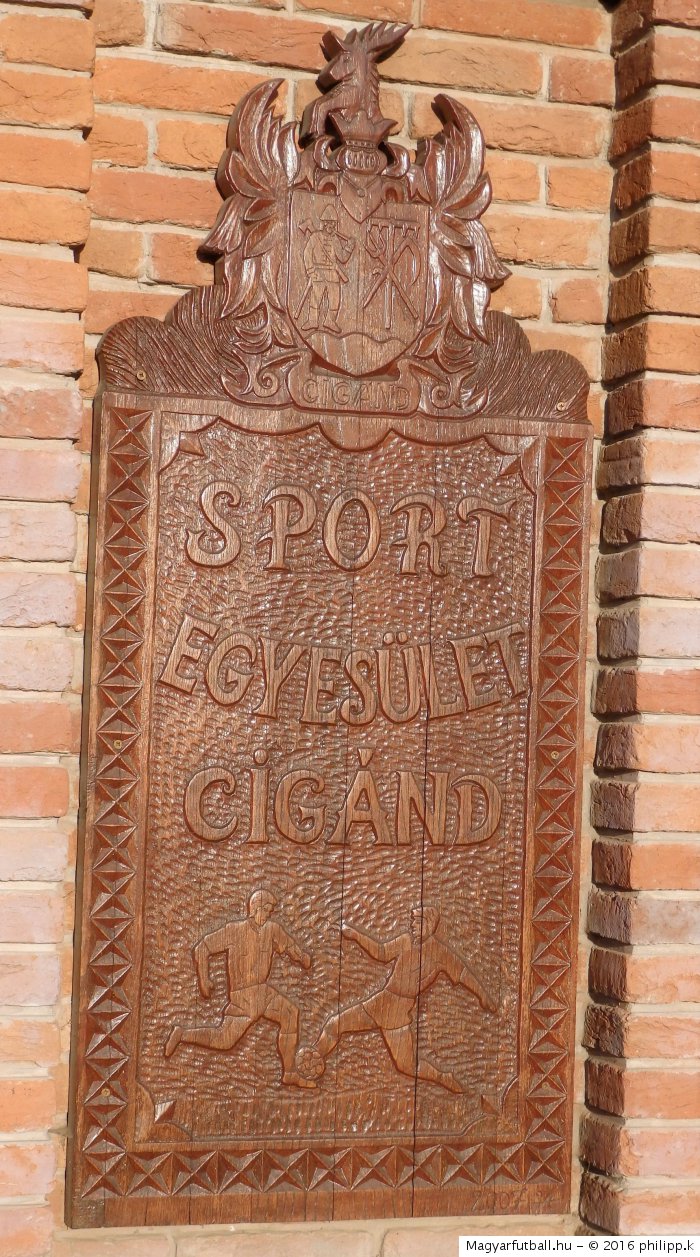 CIGÁND
SPORT
EGYESÜLET
CIGÁND
Magyarfutball.hu – © 2016 philipp.k